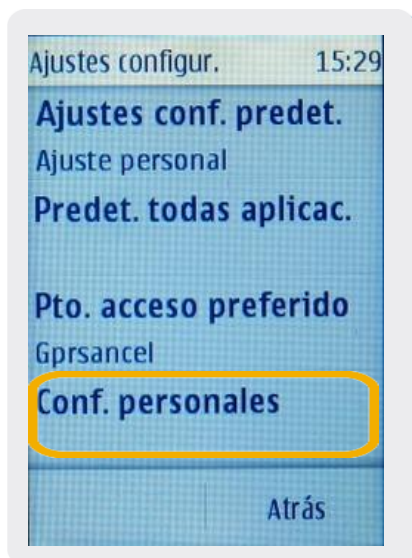 Ajustes configur. 15:29
Ajustes conf. predet.
Ajuste personal
Predet. todas aplicac.
Pto. acceso preferido
Gprsancel
Conf. personales
Atrás